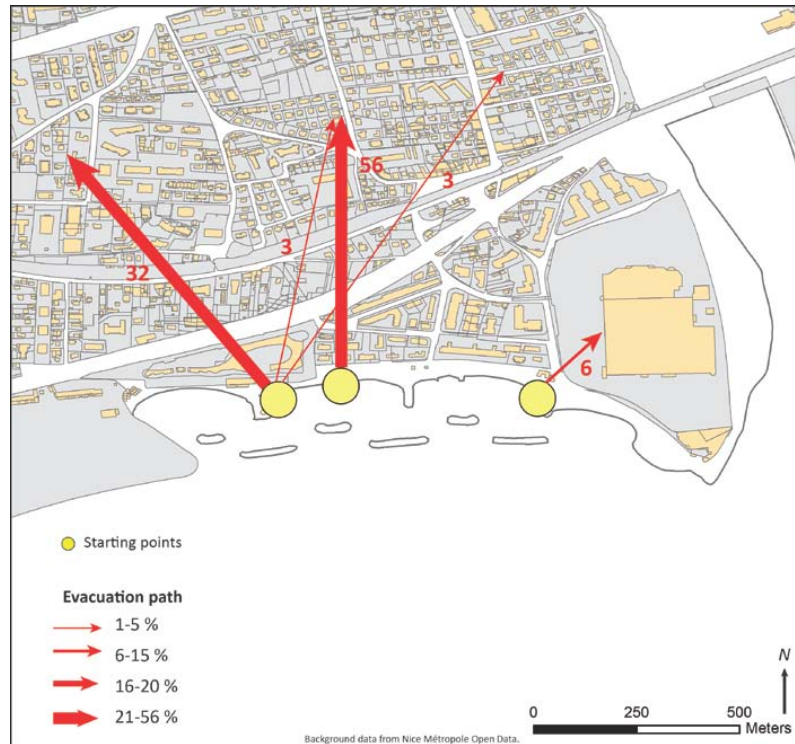 56
3
3
32
6
Starting points
Evacuation path
1-5 %
6-15 %
16-20 %
21-56 %
N
0 250 500
Meters
Background data from Nice Métropole Open Data.